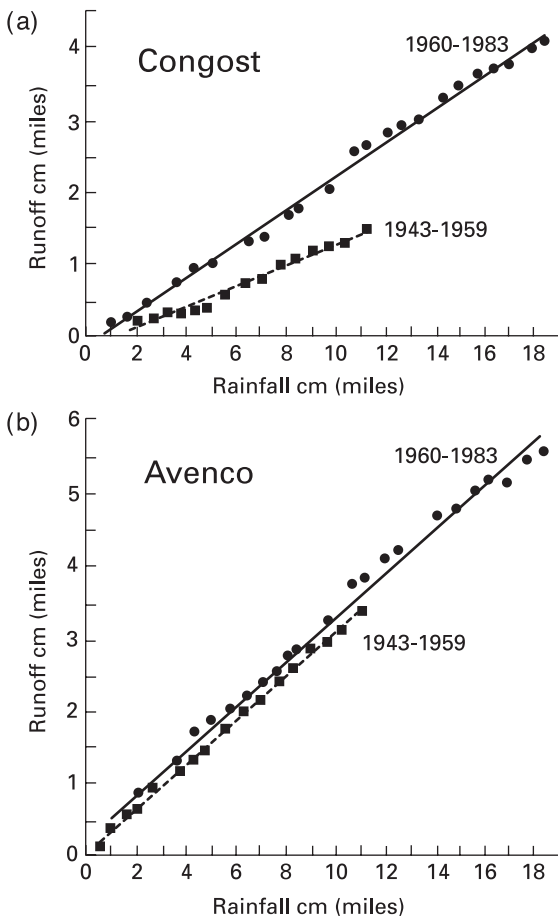 (a)
Congost
1960-1983
1943-1959
Runoff cm (miles)
4
3
2
1
0
0 2 4 6 8 10 12 14 16 18
Rainfall cm (miles)
(b)
Avenco
1960-1983
1943-1959
Runoff cm (miles)
6
5
4
3
2
1
0
0 2 4 6 8 10 12 14 16 18
Rainfall cm (miles)